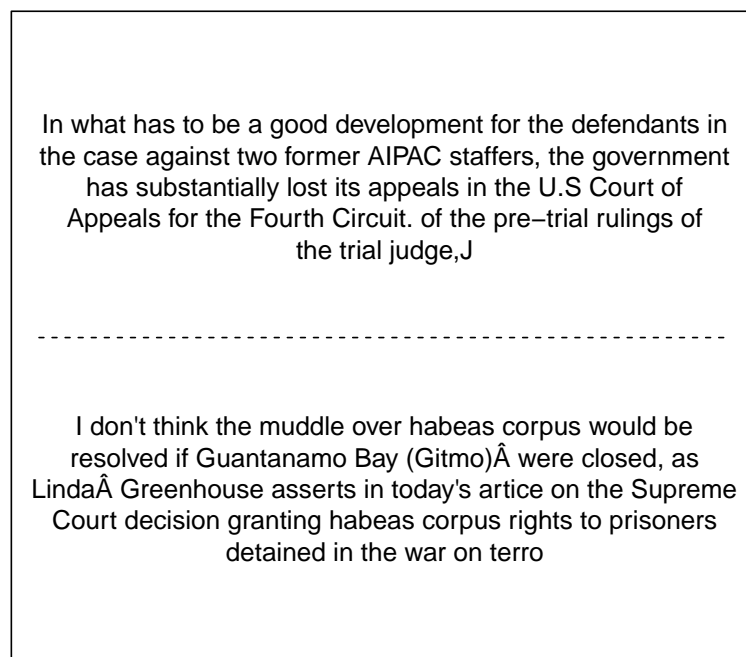 In what has to be a good development for the defendants in
the case against two former AIPAC staffers, the government
has substantially lost its appeals in the U.S Court of
Appeals for the Fourth Circuit. of the pre−trial rulings of
the trial judge,J
I don't think the muddle over habeas corpus would be
resolved if Guantanamo Bay (Gitmo)Â were closed, as
LindaÂ Greenhouse asserts in today's artice on the Supreme
Court decision granting habeas corpus rights to prisoners
detained in the war on terro